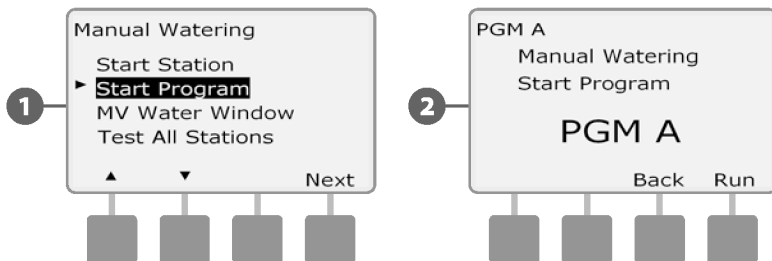 1
Manual Watering
Start Station
Start Program
MV Water Window
Test All Stations
Next
2
PGM A
Manual Watering
Start Program
PGM A
Back Run